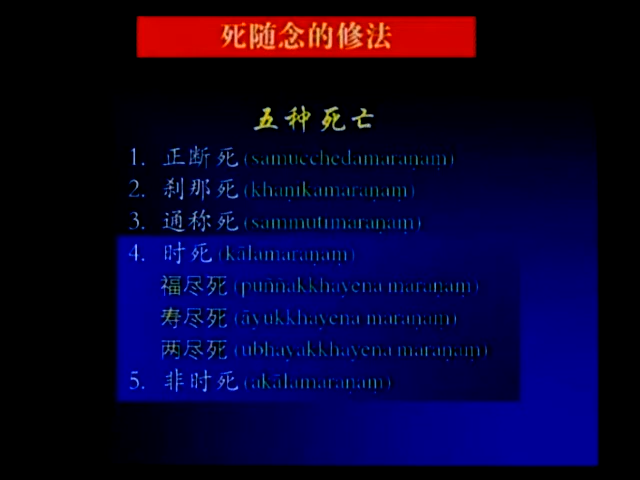 死随念的修法
五种死亡
1. 正断死 (samucchedamaraṇaṃ)
2. 刹那死 (khaṇikamaraṇaṃ)
3. 通称死 (sammutimaraṇaṃ)
4. 时死 (kālamaraṇaṃ)
福尽死 (puññakkhayena maraṇaṃ)
寿尽死 (āyukkhayena maraṇaṃ)
两尽死 (ubhayakkhayena maraṇaṃ)
5. 非时死 (akālamaraṇaṃ)